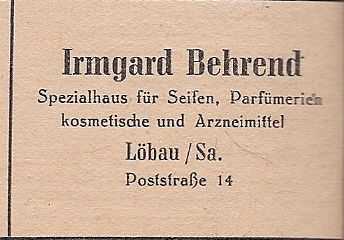 Irmgard Behrend
Spezialhaus für Seifen, Parfümerien
kosmetische und Arzneimittel
Löbau/Sa.
Poststraße 14